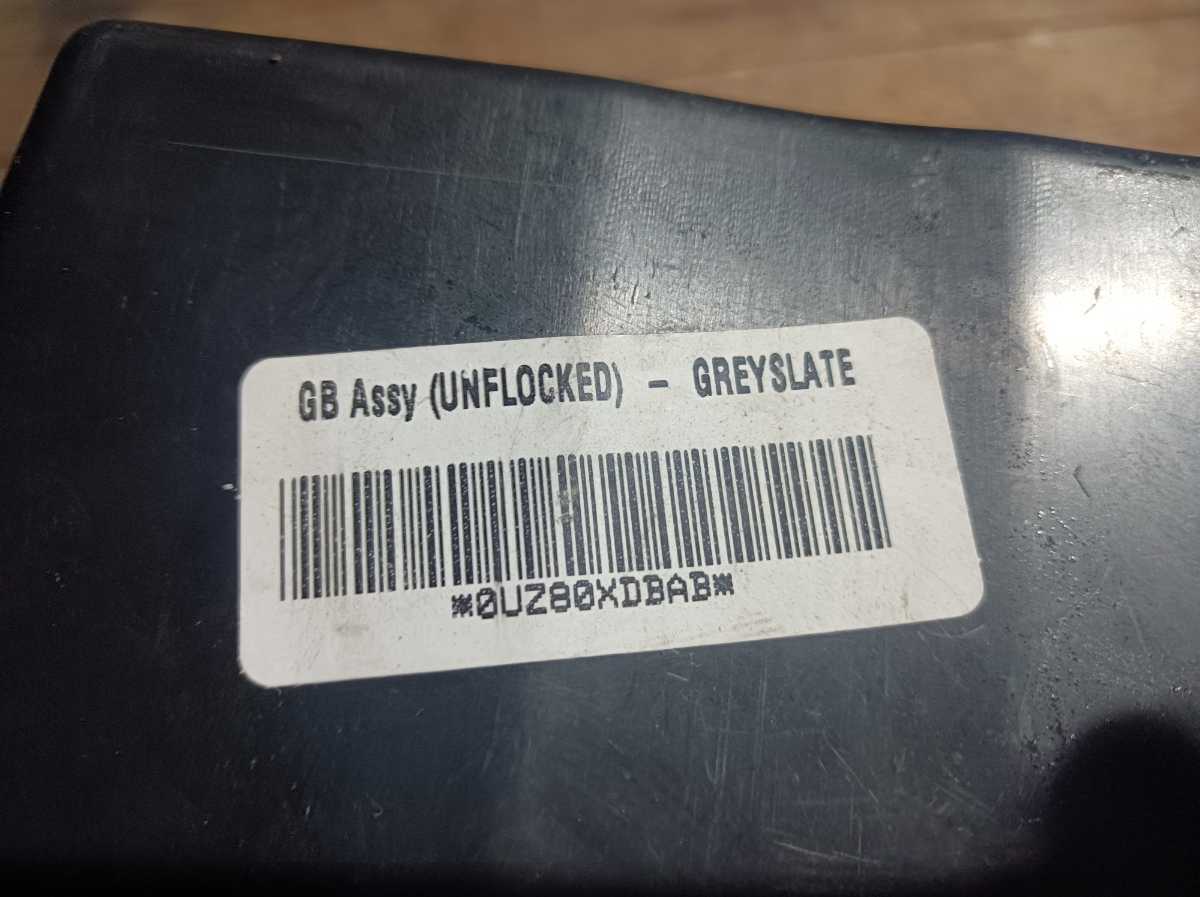 GB Assy (UNFLOCKED) - GREYSLATE
*0UZ80XDBAB*